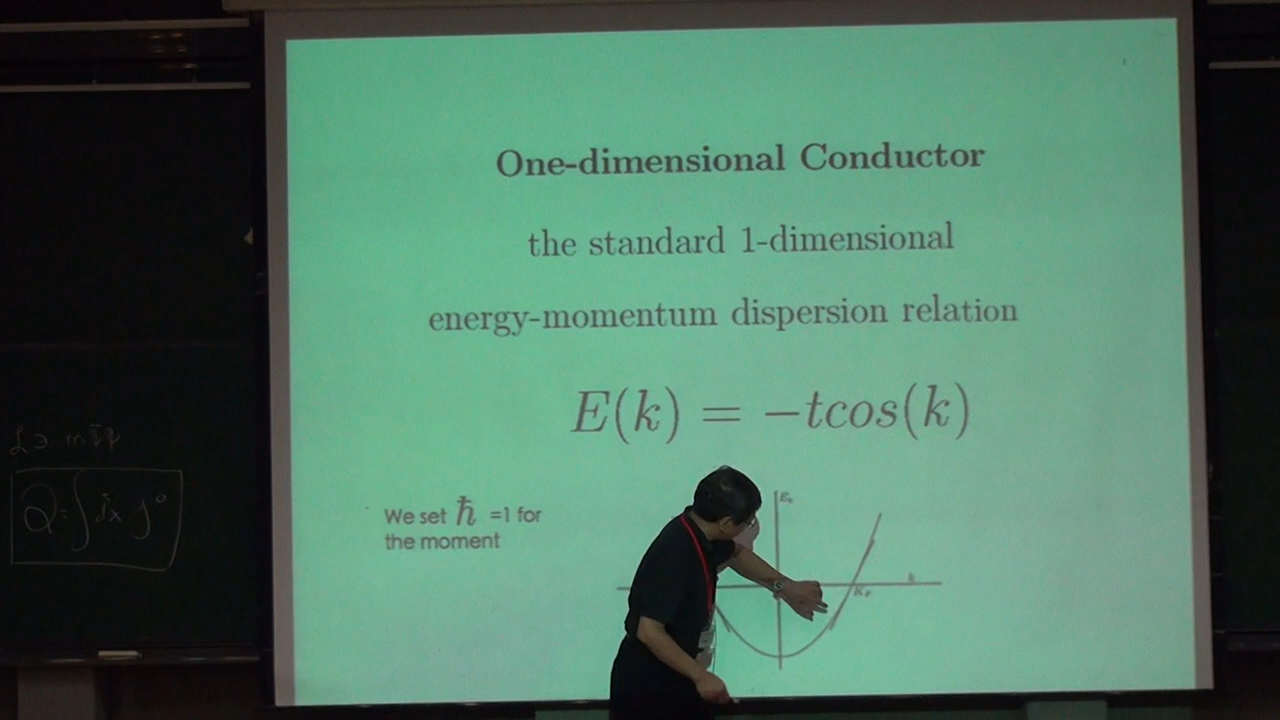 One-dimensional Conductor
the standard 1-dimensional
energy-momentum dispersion relation
E(k) = −tcos(k)
We set ħ =1 for
the moment
k
K_F
Q = ∫ dx j⁰